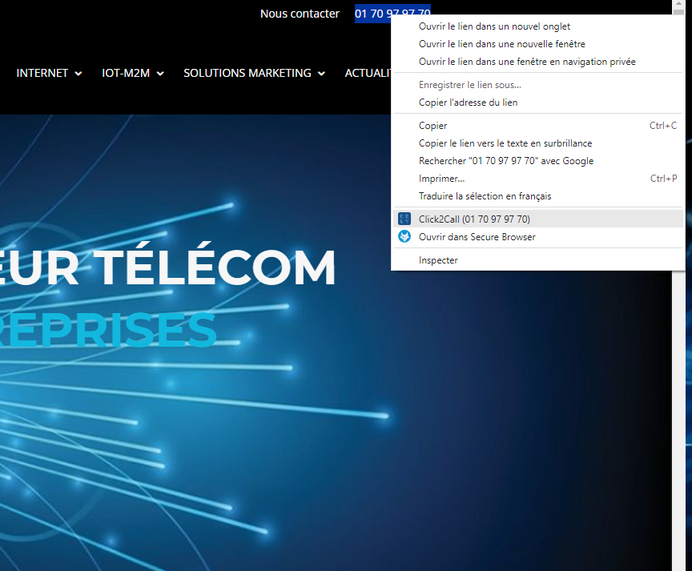 Nous contacter 01 70 97 97 70
INTERNET IOT-M2M SOLUTIONS MARKETING
TÉLÉCOM
Ouvrir le lien dans un nouvel onglet
Ouvrir le lien dans une nouvelle fenêtre
Ouvrir le lien dans une fenêtre en navigation privée
Enregistrer le lien sous...
Copier l'adresse du lien
Copier Ctrl+C
Copier le lien vers le texte en surbrillance
Rechercher "01 70 97 97 70" avec Google
Imprimer... Ctrl+P
Traduire la sélection en français
Click2Call (01 70 97 97 70)
Ouvrir dans Secure Browser
Inspecter